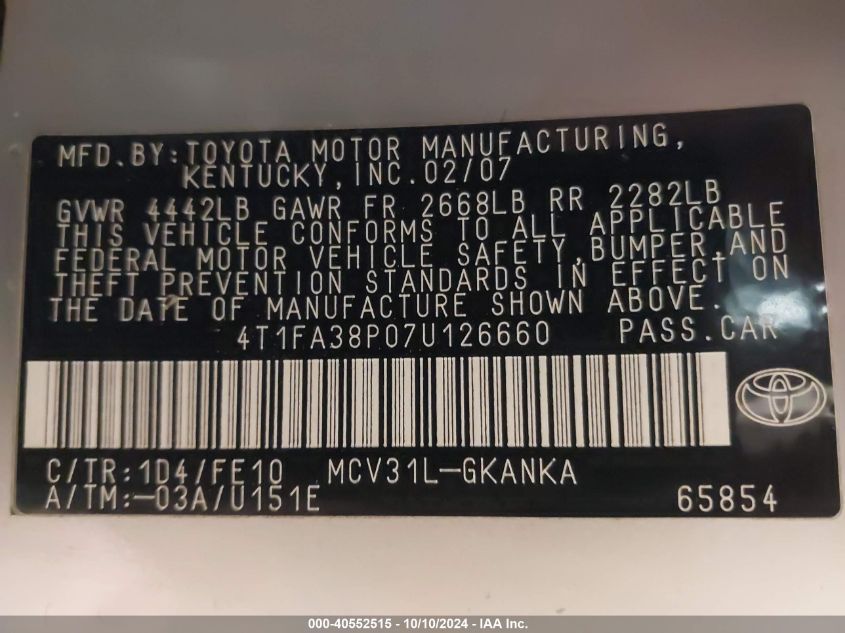 MFD.BY:TOYOTA MOTOR MANUFACTURING,
KENTUCKY,INC.02/07
GVWR 4442LB GAWR FR 2668LB RR 2282LB
THIS VEHICLE CONFORMS TO ALL APPLICABLE
FEDERAL MOTOR VEHICLE SAFETY,BUMPER,AND
THEFT PREVENTION STANDARDS IN EFFECT ON
THE DATE OF MANUFACTURE SHOWN ABOVE.
4T1FA38P07U126660 PASS.CAR
C/TR:1D4/FE10 MCV31L-GKANKA
A/TM:-03A/U151E 65854
000-40552515 - 10/10/2024 - IAA Inc.